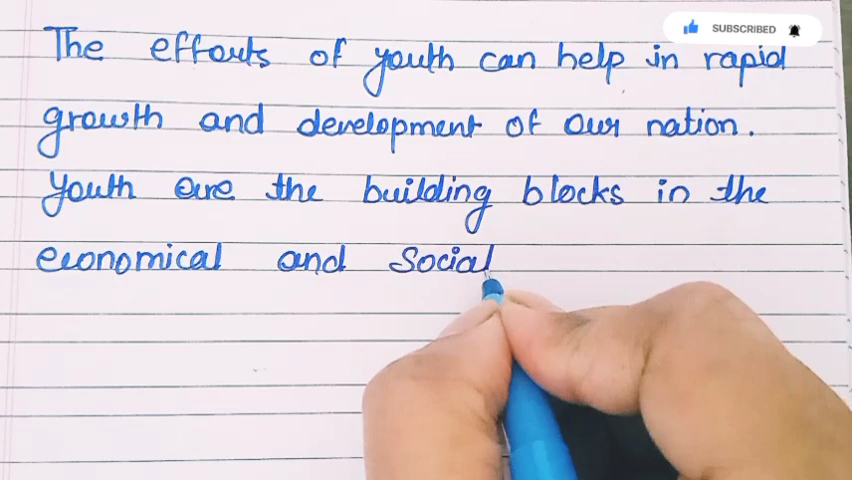 SUBSCRIBED
The efforts of youth can help in rapid
growth and development of our nation.
Youth are the building blocks in the
economical and Social